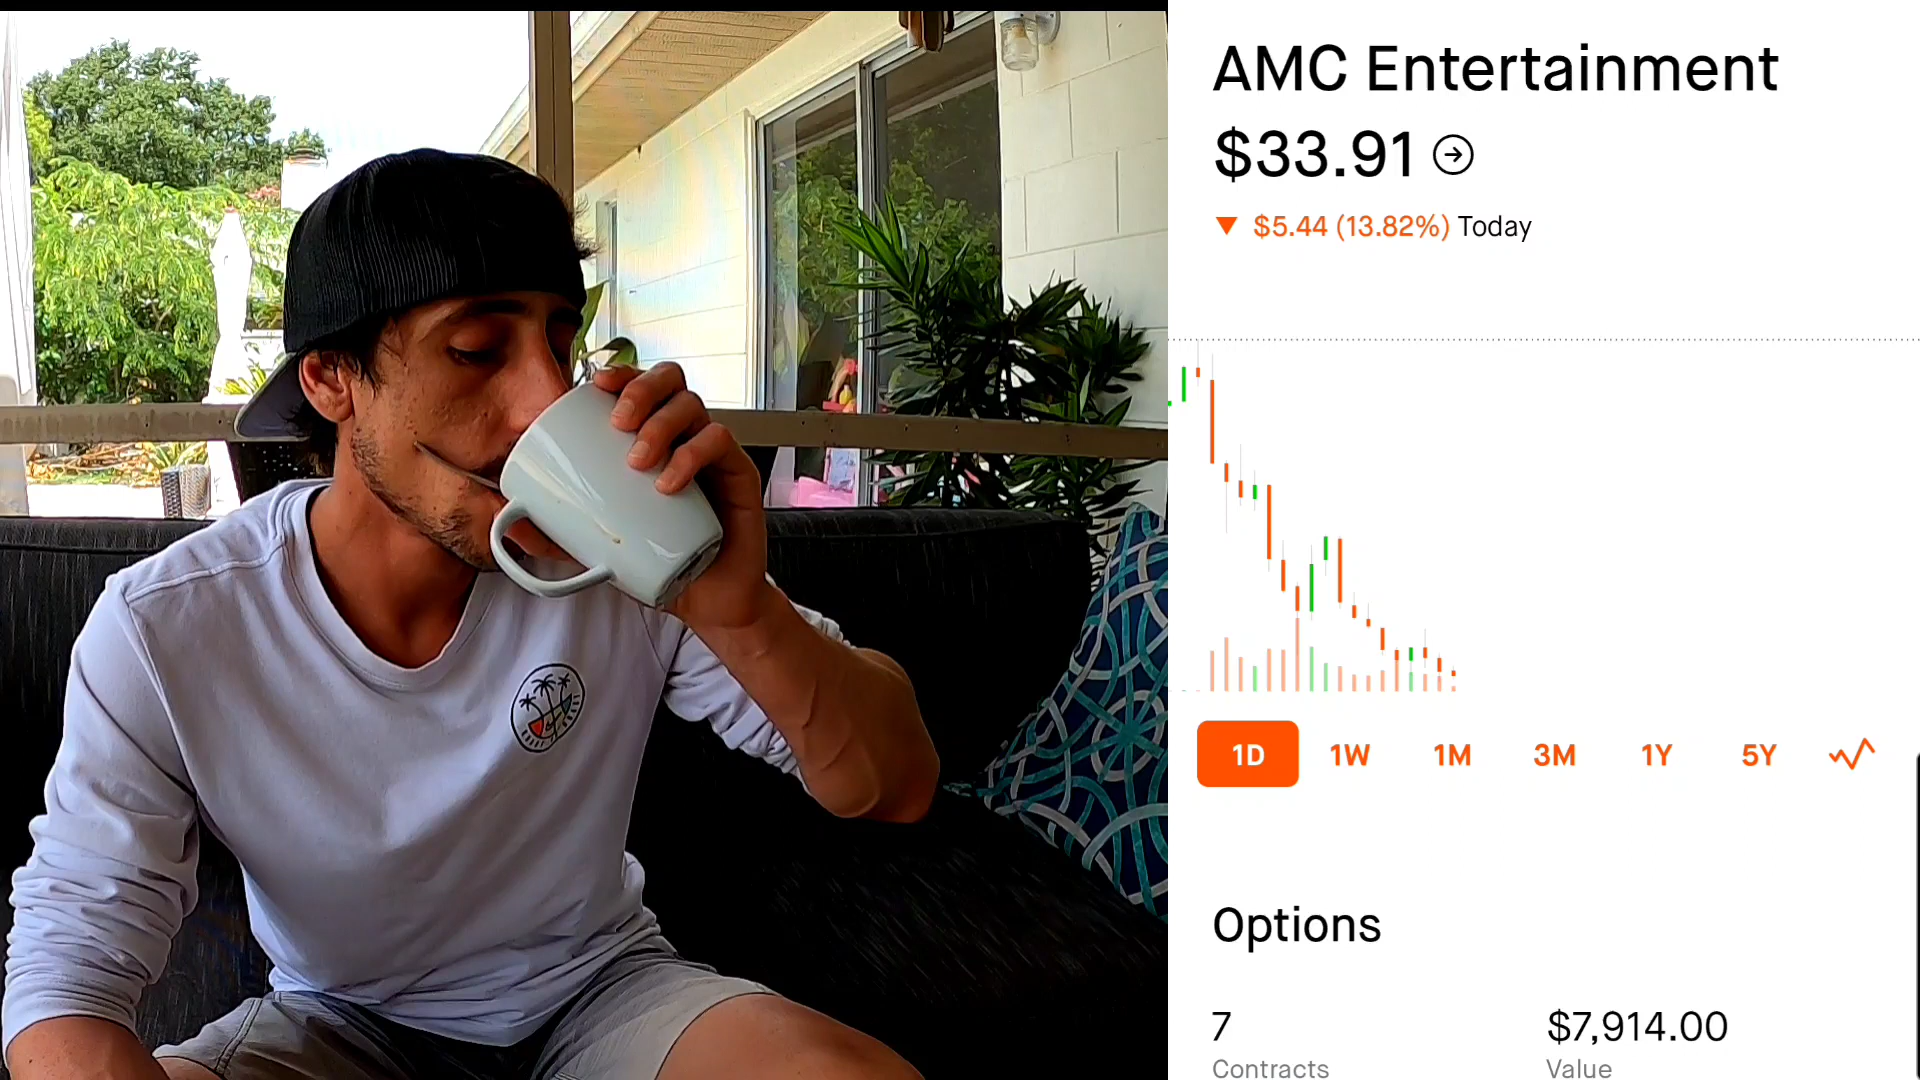 AMC Entertainment
$33.91
$5.44 (13.82%) Today
1D 1W 1M 3M 1Y 5Y
Options
7 $7,914.00
Contracts Value